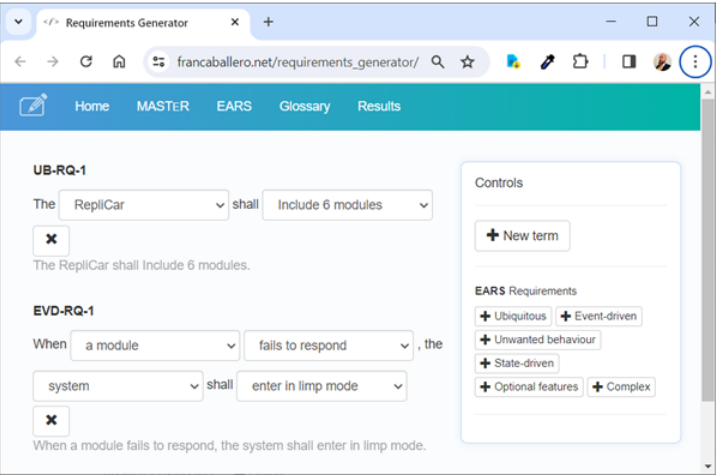 Requirements Generator
francaballero.net/requirements_generator/
Home MASTER EARS Glossary Results
UB-RQ-1
The RepliCar shall Include 6 modules
The RepliCar shall Include 6 modules.
EVD-RQ-1
When a module fails to respond , the
system shall enter in limp mode
When a module fails to respond, the system shall enter in limp mode.
Controls
New term
EARS Requirements
Ubiquitous Event-driven
Unwanted behaviour
State-driven
Optional features Complex